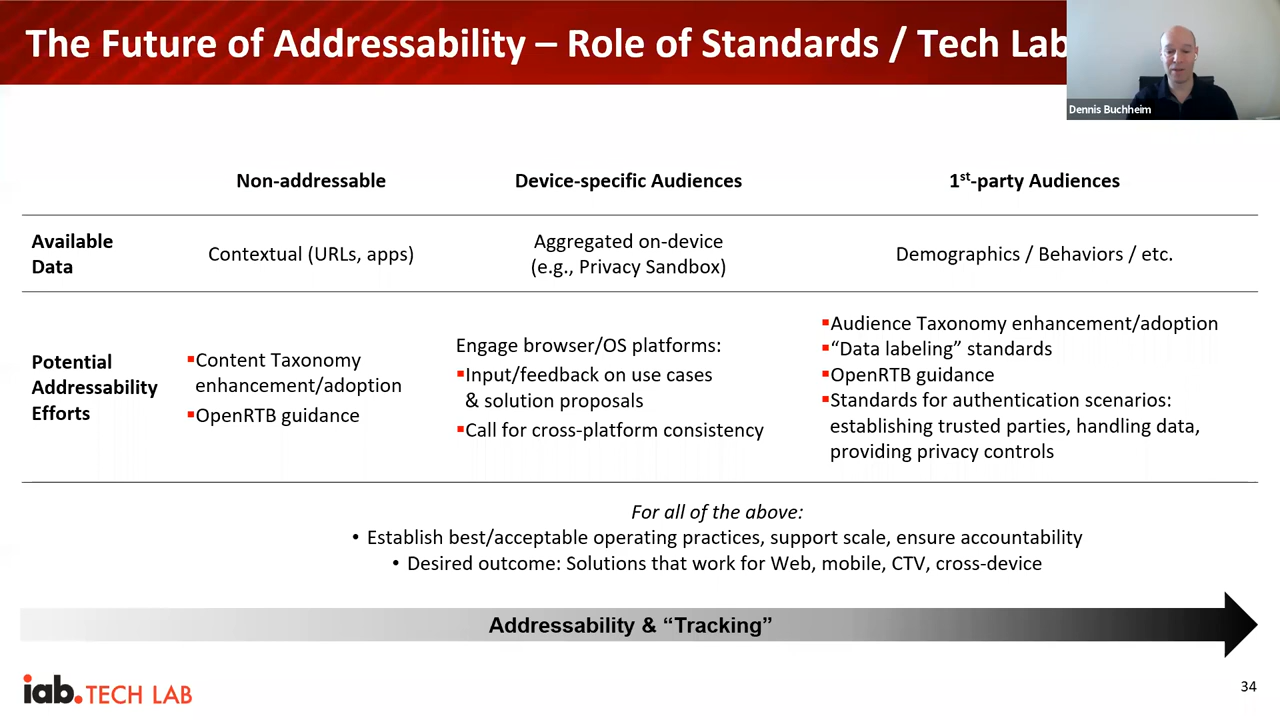 The Future of Addressability – Role of Standards / Tech Lab
Dennis Buchheim
Non-addressable
Device-specific Audiences
1st-party Audiences
Available
Data
Contextual (URLs, apps)
Aggregated on-device
(e.g., Privacy Sandbox)
Demographics / Behaviors / etc.
Potential
Addressability
Efforts
▪Content Taxonomy
enhancement/adoption
▪OpenRTB guidance
Engage browser/OS platforms:
▪Input/feedback on use cases
& solution proposals
▪Call for cross-platform consistency
▪Audience Taxonomy enhancement/adoption
▪“Data labeling” standards
▪OpenRTB guidance
▪Standards for authentication scenarios:
establishing trusted parties, handling data,
providing privacy controls
For all of the above:
• Establish best/acceptable operating practices, support scale, ensure accountability
• Desired outcome: Solutions that work for Web, mobile, CTV, cross-device
Addressability & “Tracking”
iab.TECH LAB
34